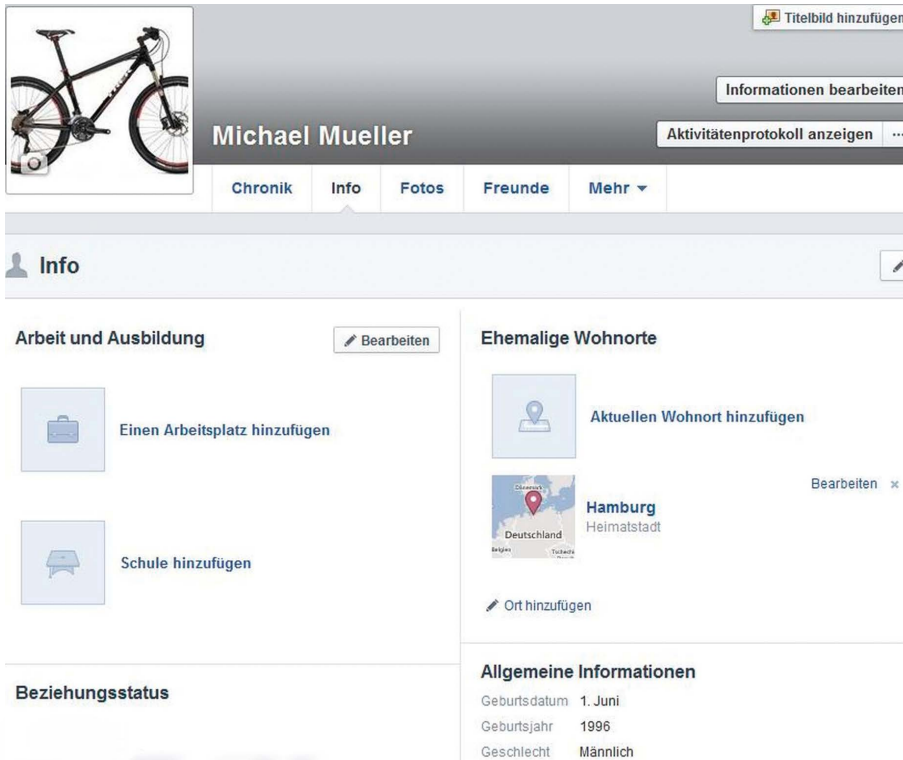 Titelbild hinzufügen
Informationen bearbeiten
Michael Mueller
Aktivitätenprotokoll anzeigen ...
Chronik Info Fotos Freunde Mehr
Info
Arbeit und Ausbildung
Bearbeiten
Einen Arbeitsplatz hinzufügen
Schule hinzufügen
Beziehungsstatus
Ehemalige Wohnorte
Aktuellen Wohnort hinzufügen
Bearbeiten
Deutschland
Hamburg
Heimatstadt
Ort hinzufügen
Allgemeine Informationen
Geburtsdatum 1. Juni
Geburtsjahr 1996
Geschlecht Männlich